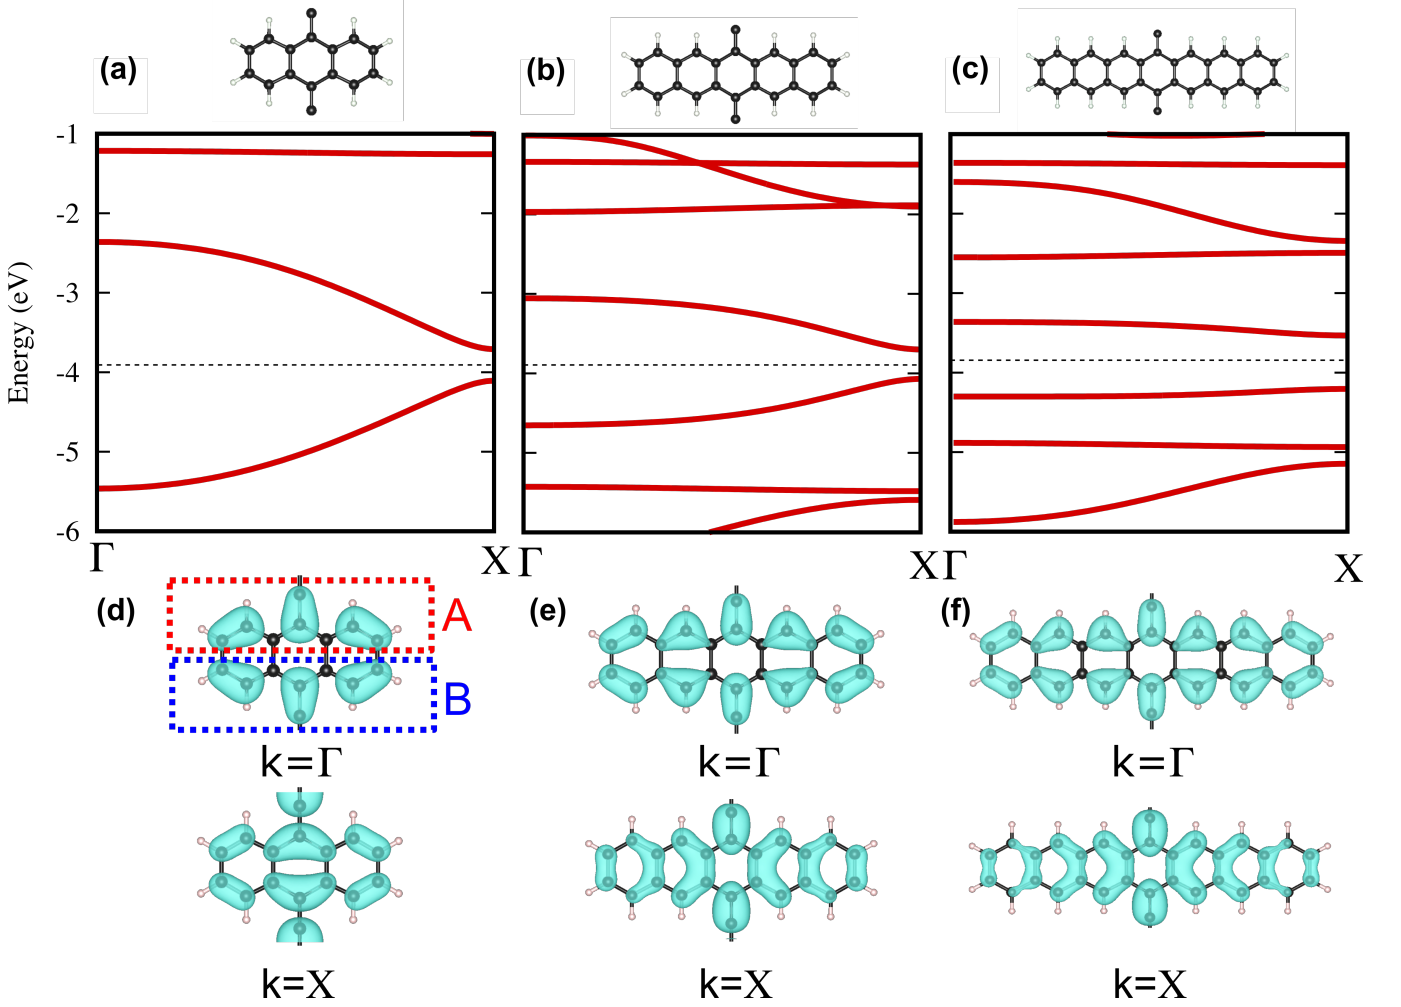 (a)
(b)
(c)
Energy (eV)
-1
-2
-3
-4
-5
-6
Γ
X
Γ
X
Γ
X
(d)
A
B
(e)
(f)
k=Γ
k=Γ
k=Γ
k=X
k=X
k=X